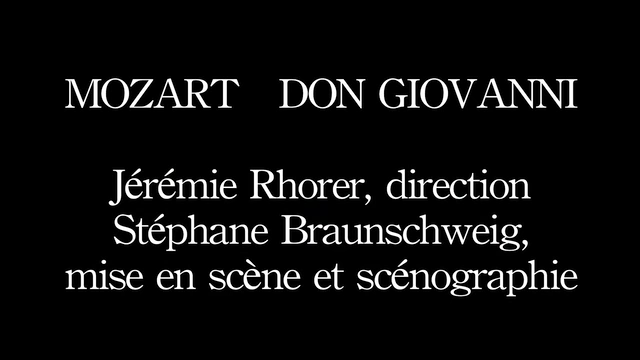 MOZART DON GIOVANNI
Jérémie Rhorer, direction
Stéphane Braunschweig,
mise en scène et scénographie